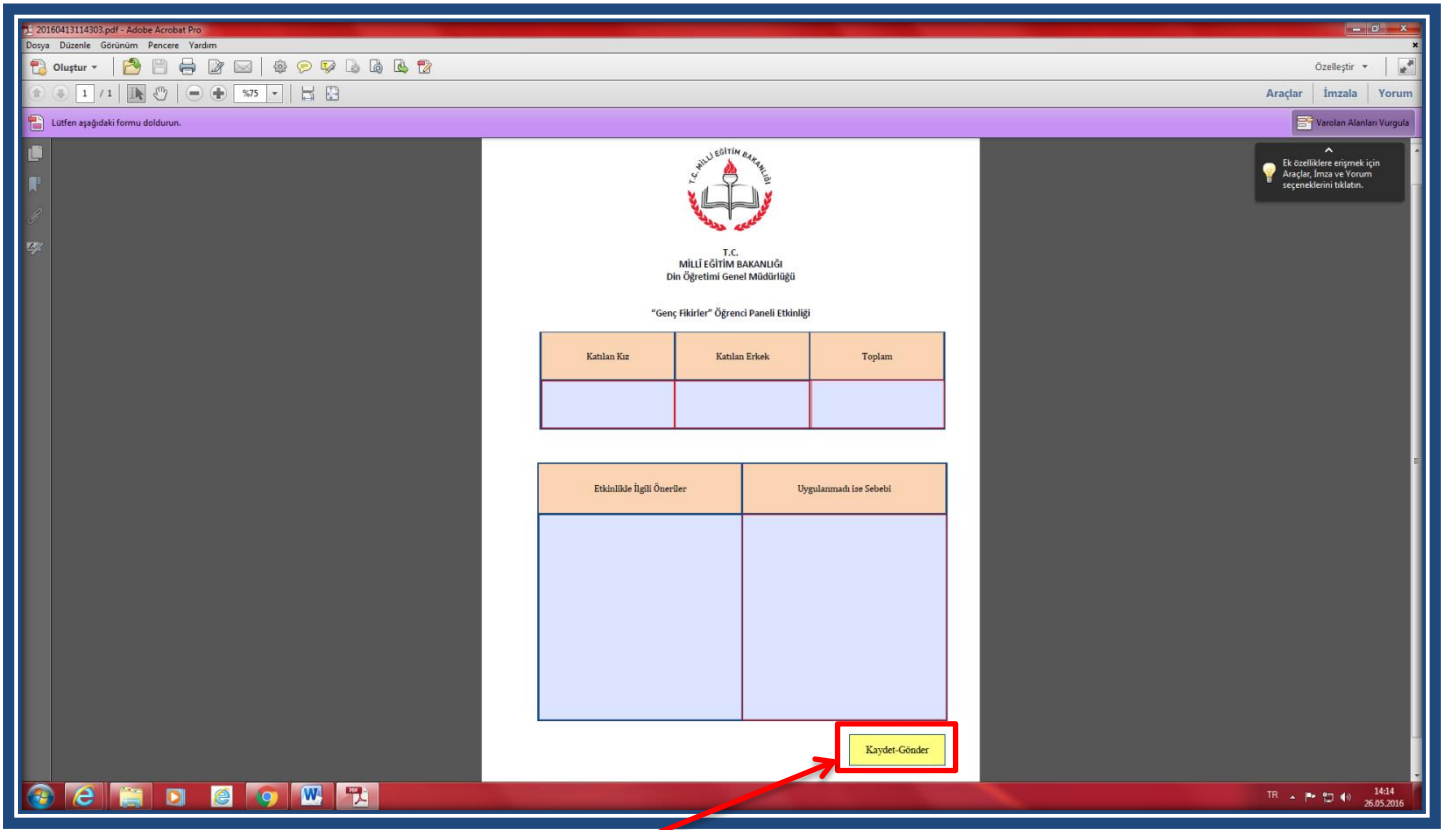 20160413114303.pdf - Adobe Acrobat Pro
Dosya Düzenle Görünüm Pencere Yardım
Oluştur
Özelleştir
1 / 1 %75
Araçlar İmzala Yorum
Lütfen aşağıdaki formu doldurun.
Varolan Alanları Vurgula
Ek özelliklere erişmek için
Araçlar, İmza ve Yorum
seçeneklerini tıklatın.
T.C. MİLLİ EĞİTİM BAKANLIĞI
T.C.
MİLLÎ EĞİTİM BAKANLIĞI
Din Öğretimi Genel Müdürlüğü
“Genç Fikirler” Öğrenci Paneli Etkinliği
Katılan Kız Katılan Erkek Toplam
Etkinlikle İlgili Öneriler Uygulanmadı ise Sebebi
Kaydet-Gönder
TR
14:14
26.05.2016